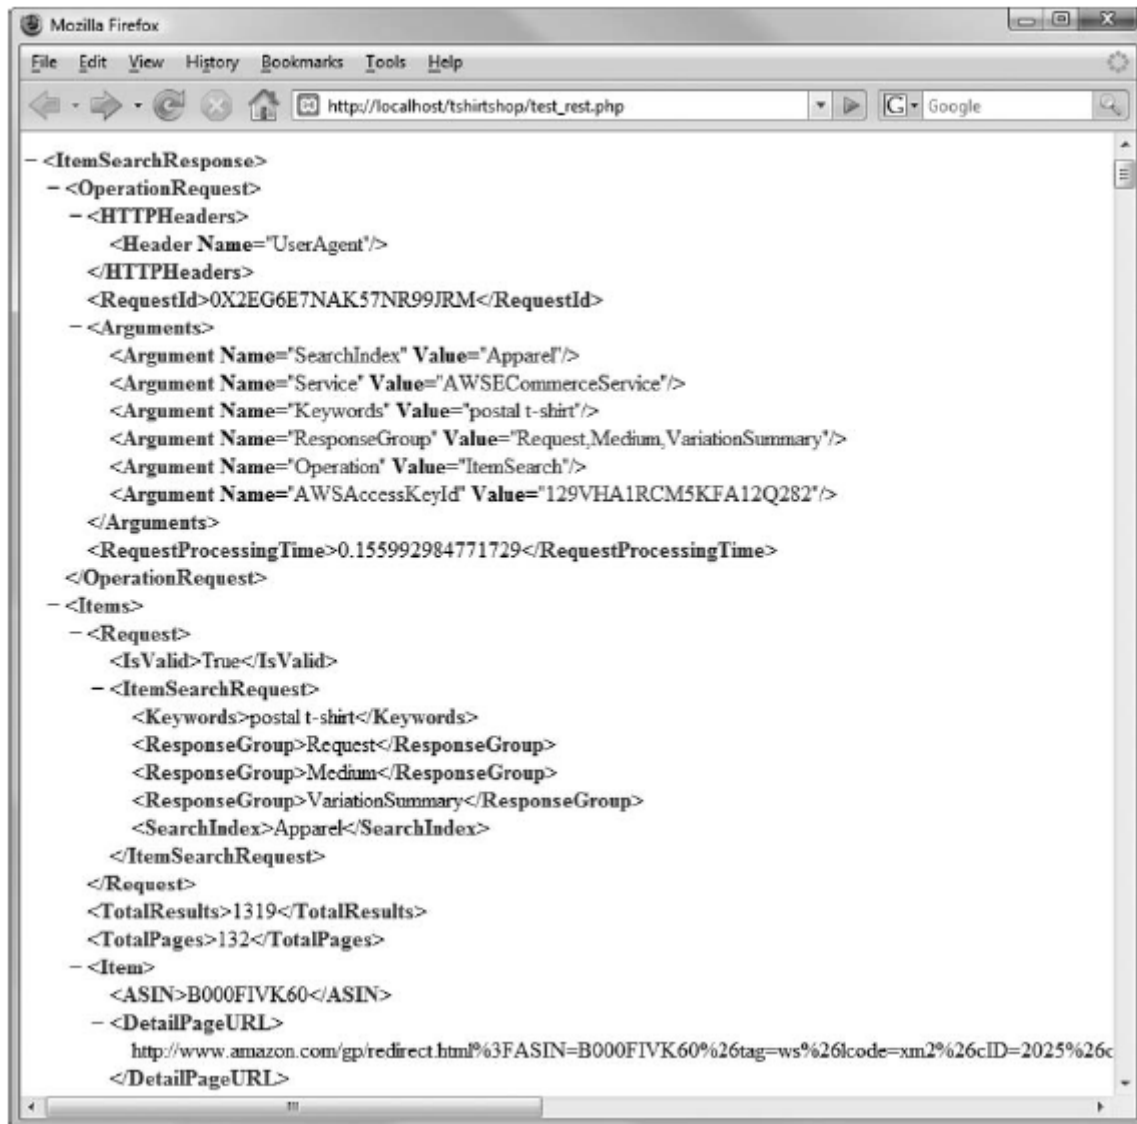 Mozilla Firefox
File Edit View History Bookmarks Tools Help
http://localhost/tshirtshop/test_rest.php G Google
− <ItemSearchResponse>
− <OperationRequest>
− <HTTPHeaders>
<Header Name="UserAgent"/>
</HTTPHeaders>
<RequestId>0X2EG6E7NAK57NR99JRM</RequestId>
− <Arguments>
<Argument Name="SearchIndex" Value="Apparel"/>
<Argument Name="Service" Value="AWSECommerceService"/>
<Argument Name="Keywords" Value="postal t-shirt"/>
<Argument Name="ResponseGroup" Value="Request,Medium,VariationSummary"/>
<Argument Name="Operation" Value="ItemSearch"/>
<Argument Name="AWSAccessKeyId" Value="129VHA1RCM5KFA12Q282"/>
</Arguments>
<RequestProcessingTime>0.155992984771729</RequestProcessingTime>
</OperationRequest>
− <Items>
− <Request>
<IsValid>True</IsValid>
− <ItemSearchRequest>
<Keywords>postal t-shirt</Keywords>
<ResponseGroup>Request</ResponseGroup>
<ResponseGroup>Medium</ResponseGroup>
<ResponseGroup>VariationSummary</ResponseGroup>
<SearchIndex>Apparel</SearchIndex>
</ItemSearchRequest>
</Request>
<TotalResults>1319</TotalResults>
<TotalPages>132</TotalPages>
− <Item>
<ASIN>B000FIVK60</ASIN>
− <DetailPageURL>
http://www.amazon.com/gp/redirect.html%3FASIN=B000FIVK60%26tag=ws%26lcode=xm2%26cID=2025%26c
</DetailPageURL>